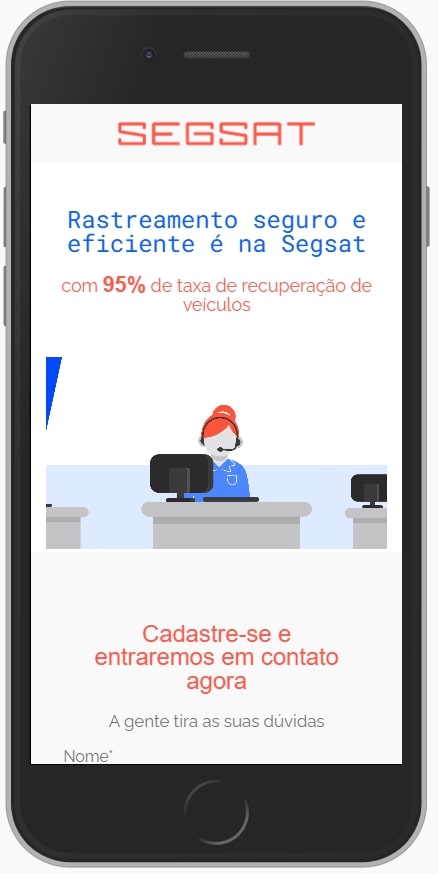 SEGSAT
Rastreamento seguro e
eficiente é na Segsat
com 95% de taxa de recuperação de
veículos
Cadastre-se e
entraremos em contato
agora
A gente tira as suas dúvidas
Nome*